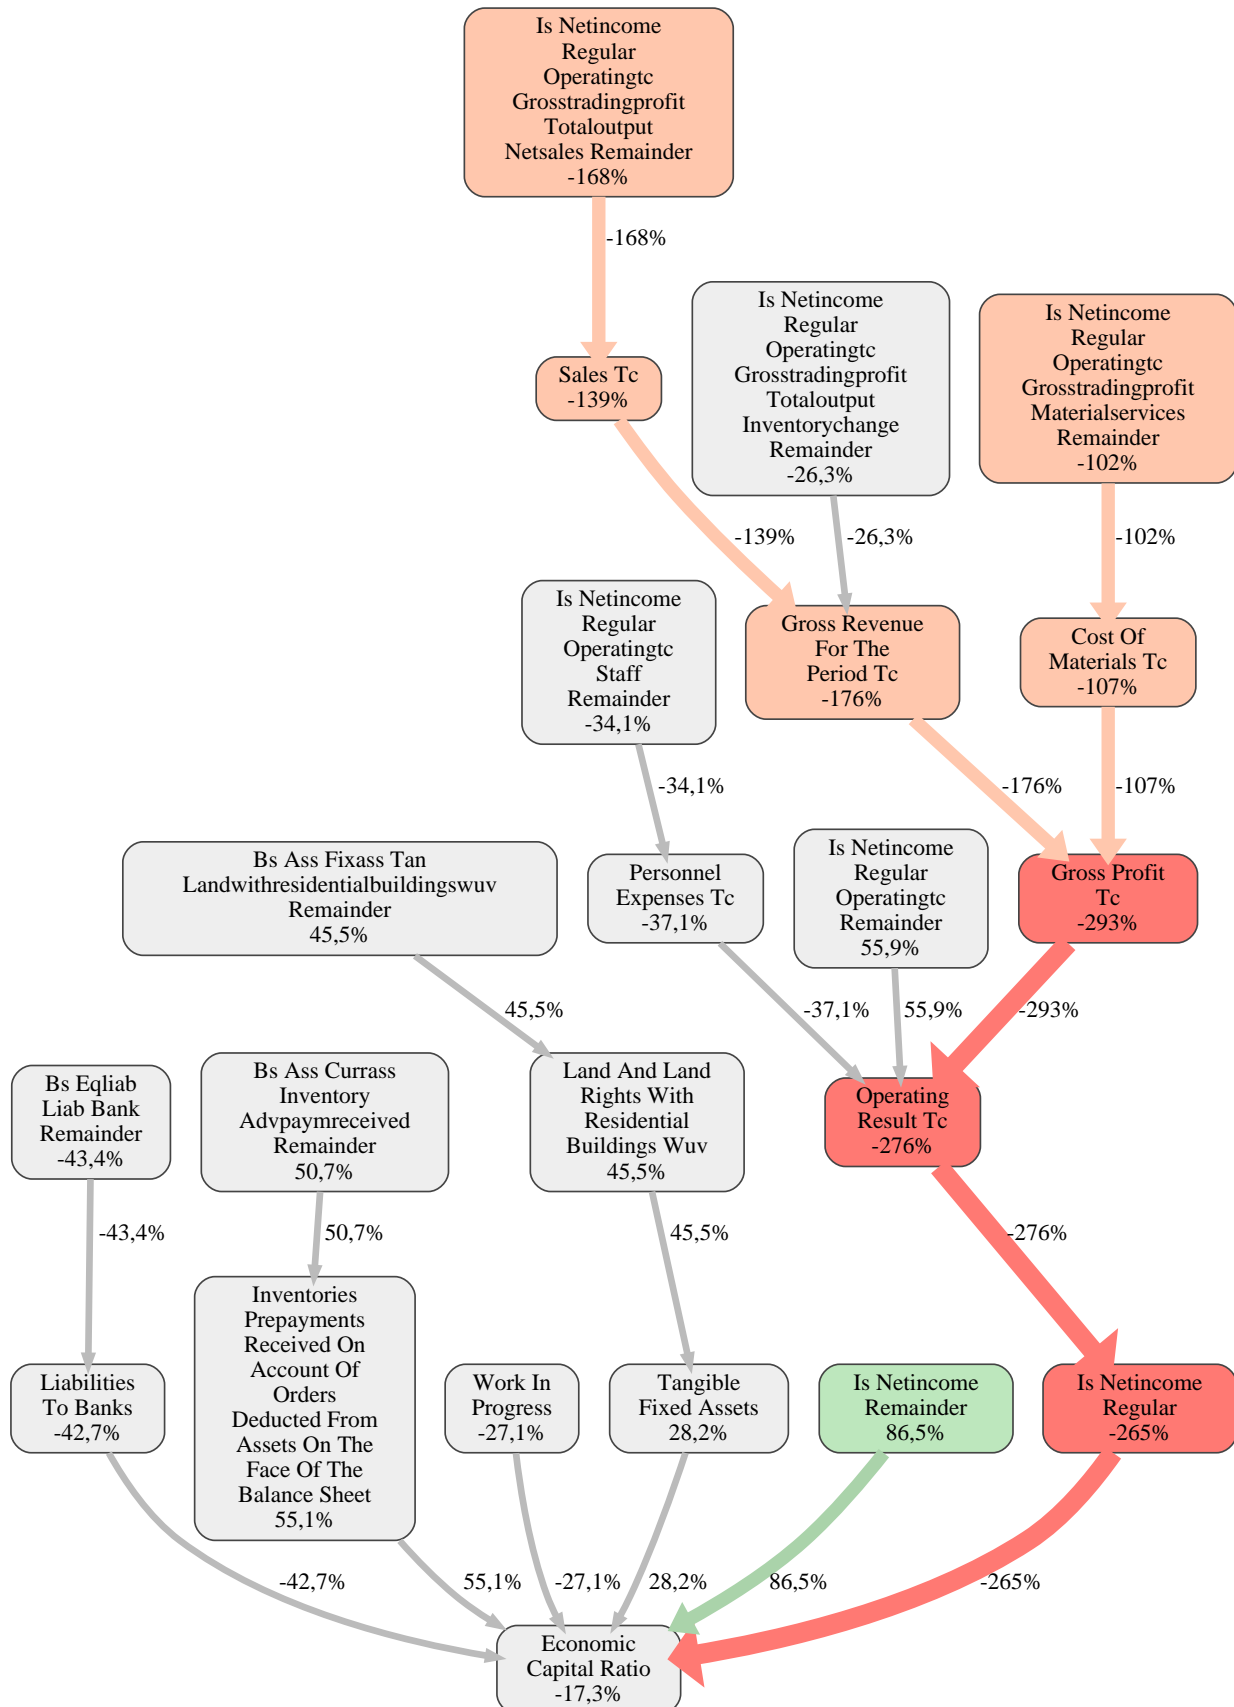 Is Netincome
Regular
Operatingtc
Grosstradingprofit
Totaloutput
Netsales Remainder
-168%
-168%
Is Netincome
Regular
Operatingtc
Grosstradingprofit
Totaloutput
Inventorychange
Remainder
-26,3%
Is Netincome
Regular
Operatingtc
Grosstradingprofit
Materialservices
Remainder
-102%
Sales Tc
-139%
-139%
-26,3%
-102%
Is Netincome
Regular
Operatingtc
Staff
Remainder
-34,1%
Gross Revenue
For The
Period Tc
-176%
Cost Of
Materials Tc
-107%
-34,1%
-176%
-107%
Bs Ass Fixass Tan
Landwithresidentialbuildingswuv
Remainder
45,5%
Personnel
Expenses Tc
-37,1%
Is Netincome
Regular
Operatingtc
Remainder
55,9%
Gross Profit
Tc
-293%
45,5%
-37,1%
55,9%
-293%
Bs Eqliab
Liab Bank
Remainder
-43,4%
Bs Ass Currass
Inventory
Advpaymreceived
Remainder
50,7%
Land And Land
Rights With
Residential
Buildings Wuv
45,5%
Operating
Result Tc
-276%
-43,4%
50,7%
45,5%
-276%
Liabilities
To Banks
-42,7%
Inventories
Prepayments
Received On
Account Of
Orders
Deducted From
Assets On The
Face Of The
Balance Sheet
55,1%
Work In
Progress
-27,1%
Tangible
Fixed Assets
28,2%
Is Netincome
Remainder
86,5%
Is Netincome
Regular
-265%
-42,7%
55,1%
-27,1%
28,2%
86,5%
-265%
Economic
Capital Ratio
-17,3%